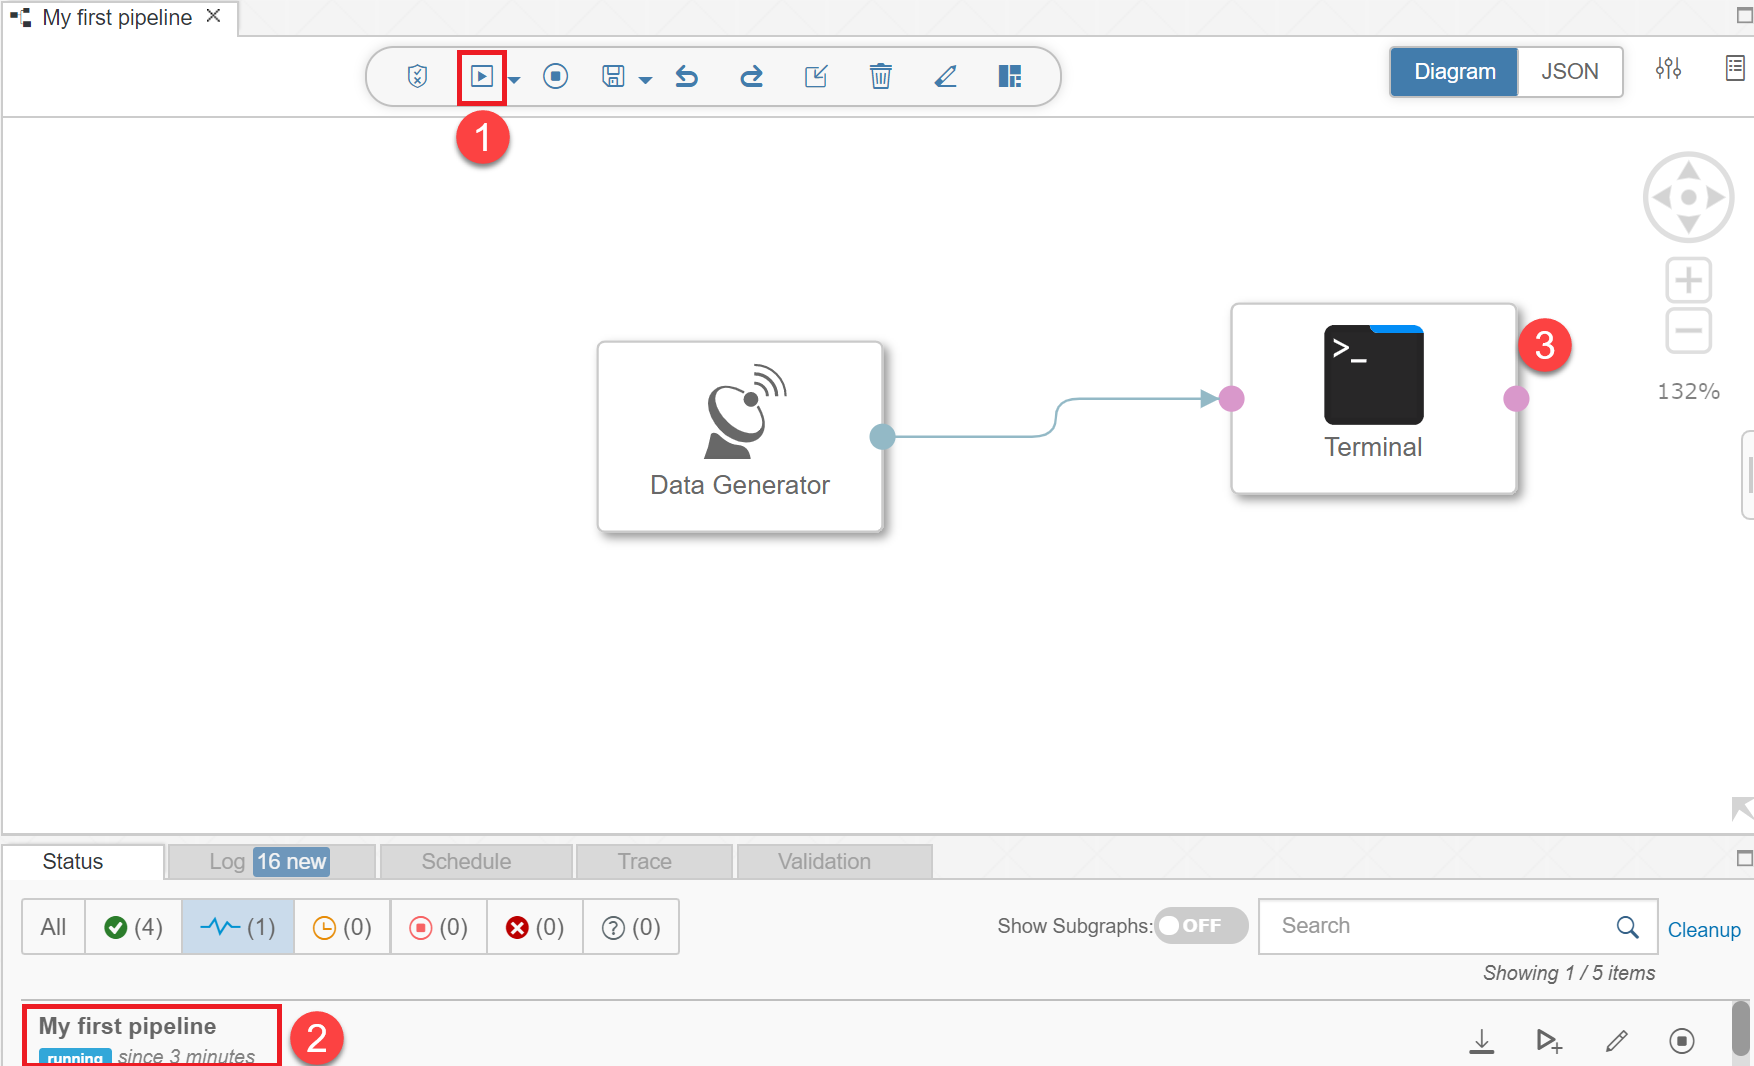 My first pipeline
Diagram JSON
1
3
>_
132%
Terminal
Data Generator
Status Log 16 new Schedule Trace Validation
All (4) (1) (0) (0) (0) (0) Show Subgraphs: OFF Search Cleanup
Showing 1 / 5 items
My first pipeline
running since 3 minutes
2